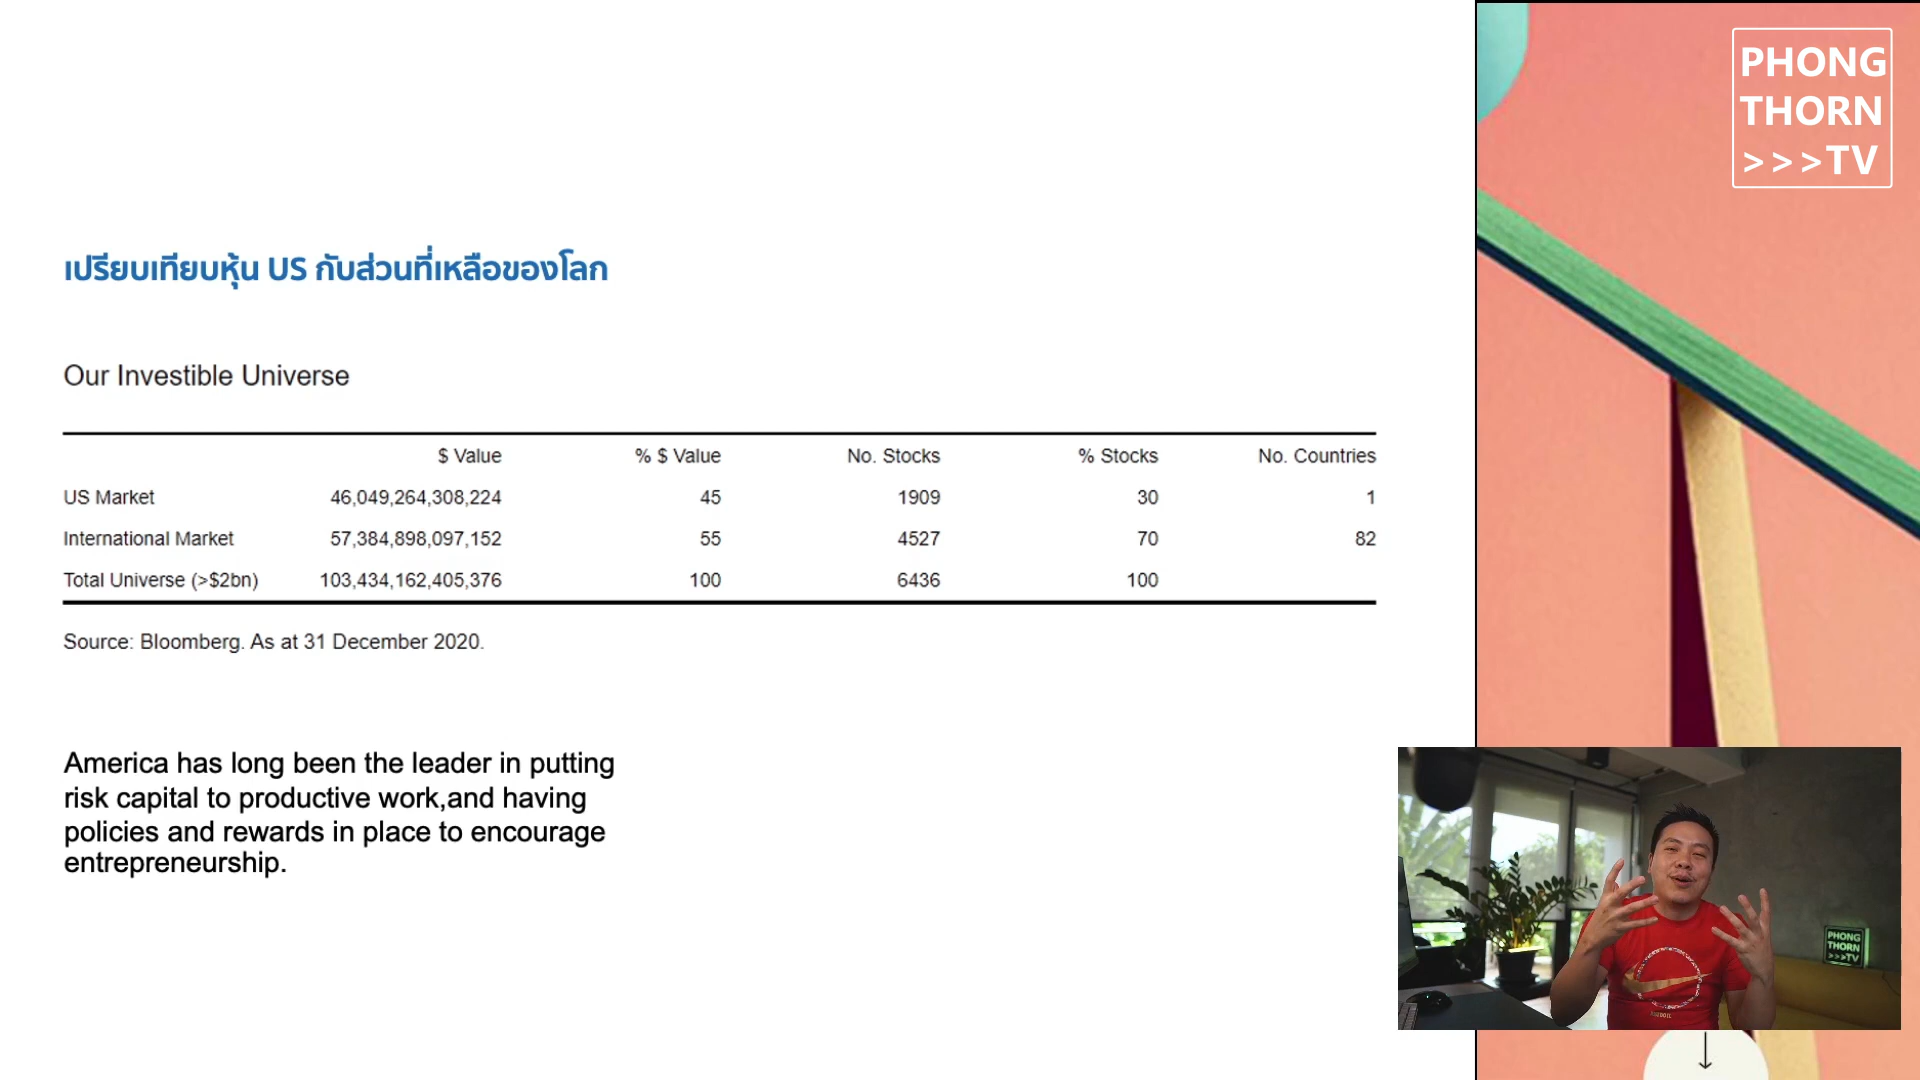 PHONG
THORN
>>>TV
เปรียบเทียบหุ้น US กับส่วนที่เหลือของโลก
Our Investible Universe
$ Value % $ Value No. Stocks % Stocks No. Countries
US Market 46,049,264,308,224 45 1909 30 1
International Market 57,384,898,097,152 55 4527 70 82
Total Universe (>$2bn) 103,434,162,405,376 100 6436 100
Source: Bloomberg. As at 31 December 2020.
America has long been the leader in putting
risk capital to productive work,and having
policies and rewards in place to encourage
entrepreneurship.
PHONG
THORN
>>>TV